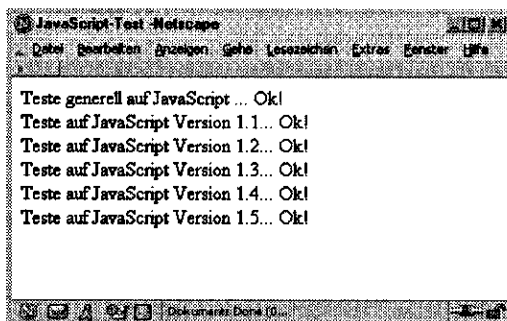 JavaScript-Test - Netscape
Datei Bearbeiten Anzeigen Gehe Lesezeichen Extras Fenster Hilfe
Teste generell auf JavaScript ... Ok!
Teste auf JavaScript Version 1.1... Ok!
Teste auf JavaScript Version 1.2... Ok!
Teste auf JavaScript Version 1.3... Ok!
Teste auf JavaScript Version 1.4... Ok!
Teste auf JavaScript Version 1.5... Ok!
Dokument: Done (0...